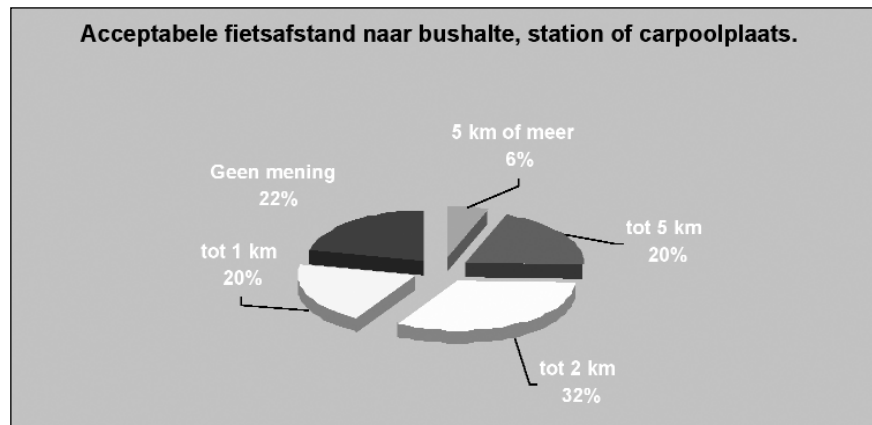 Acceptabele fietsafstand naar bushalte, station of carpoolplaats.
5 km of meer
6%
Geen mening
22%
tot 5 km
20%
tot 1 km
20%
tot 2 km
32%